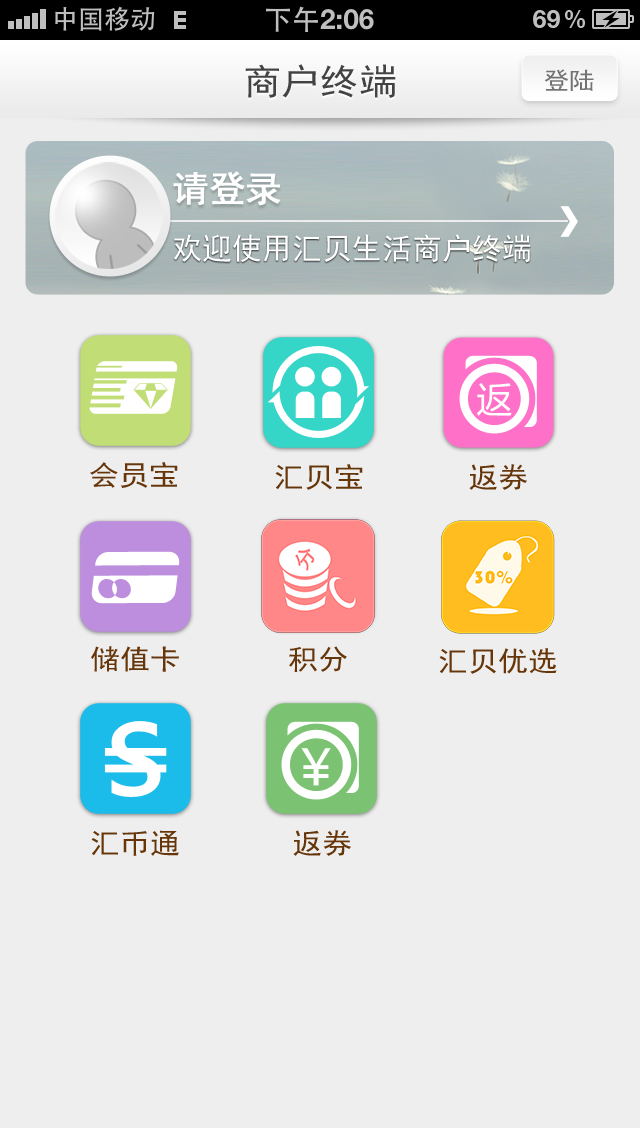 中国移动 E 下午2:06 69%
商户终端
登陆
请登录
欢迎使用汇贝生活商户终端
返
会员宝 汇贝宝 返券
分
30%
储值卡 积分 汇贝优选
¥
汇币通 返券